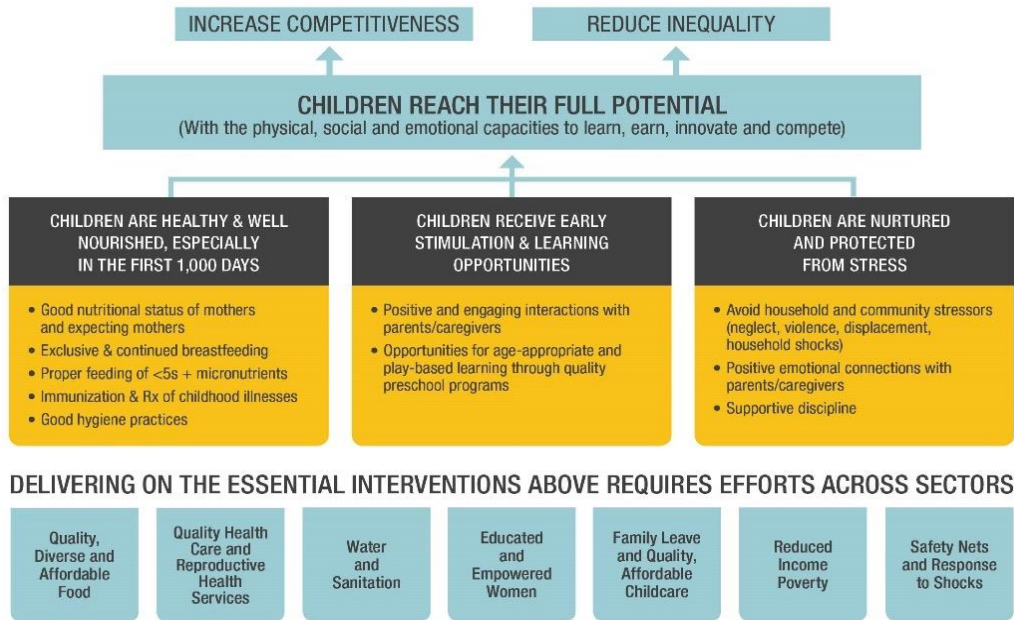 INCREASE COMPETITIVENESS
REDUCE INEQUALITY
CHILDREN REACH THEIR FULL POTENTIAL
(With the physical, social and emotional capacities to learn, earn, innovate and compete)
CHILDREN ARE HEALTHY & WELL
NOURISHED, ESPECIALLY
IN THE FIRST 1,000 DAYS
• Good nutritional status of mothers
and expecting mothers
• Exclusive & continued breastfeeding
• Proper feeding of <5s + micronutrients
• Immunization & Rx of childhood illnesses
• Good hygiene practices
CHILDREN RECEIVE EARLY
STIMULATION & LEARNING
OPPORTUNITIES
• Positive and engaging interactions with
parents/caregivers
• Opportunities for age-appropriate and
play-based learning through quality
preschool programs
CHILDREN ARE NURTURED
AND PROTECTED
FROM STRESS
• Avoid household and community stressors
(neglect, violence, displacement,
household shocks)
• Positive emotional connections with
parents/caregivers
• Supportive discipline
DELIVERING ON THE ESSENTIAL INTERVENTIONS ABOVE REQUIRES EFFORTS ACROSS SECTORS
Quality,
Diverse and
Affordable
Food
Quality Health
Care and
Reproductive
Health
Services
Water
and
Sanitation
Educated
and
Empowered
Women
Family Leave
and Quality,
Affordable
Childcare
Reduced
Income
Poverty
Safety Nets
and Response
to Shocks